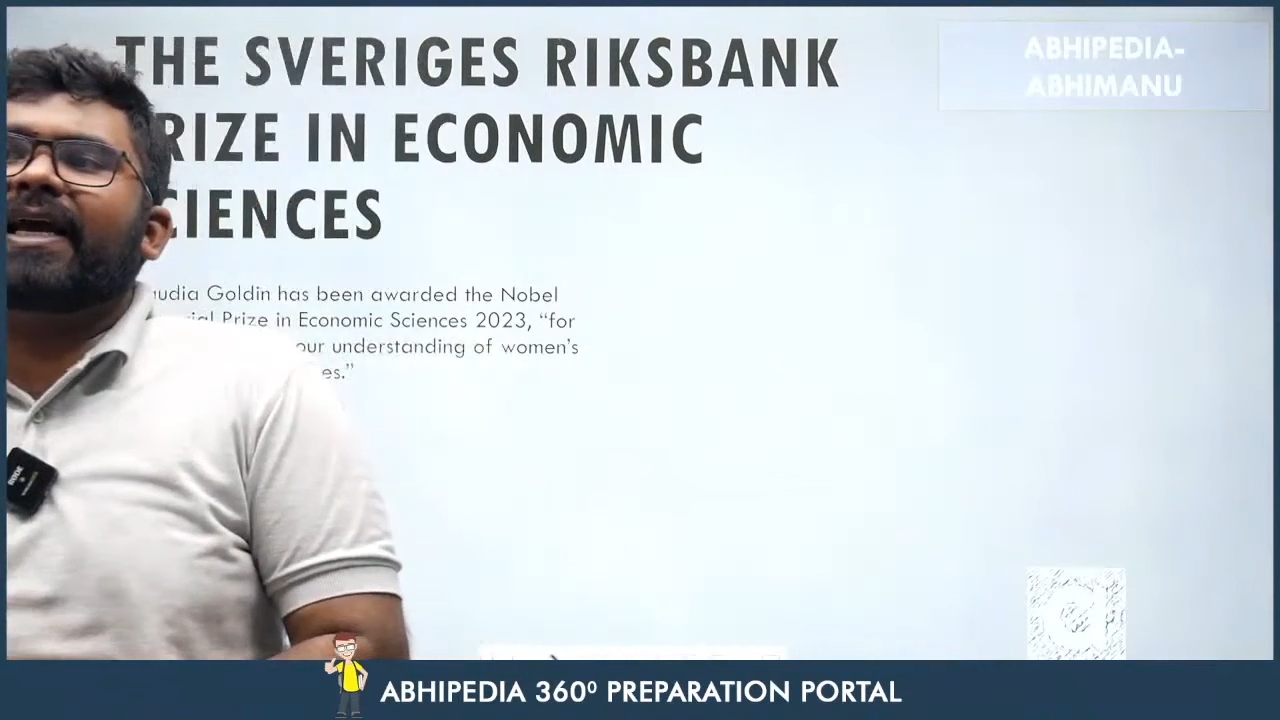 THE SVERIGES RIKSBANK
RIZE IN ECONOMIC
CIENCES
ABHIPEDIA-
ABHIMANU
udia Goldin has been awarded the Nobel
Prize in Economic Sciences 2023, “for
our understanding of women’s
es.”
ABHIPEDIA 360⁰ PREPARATION PORTAL